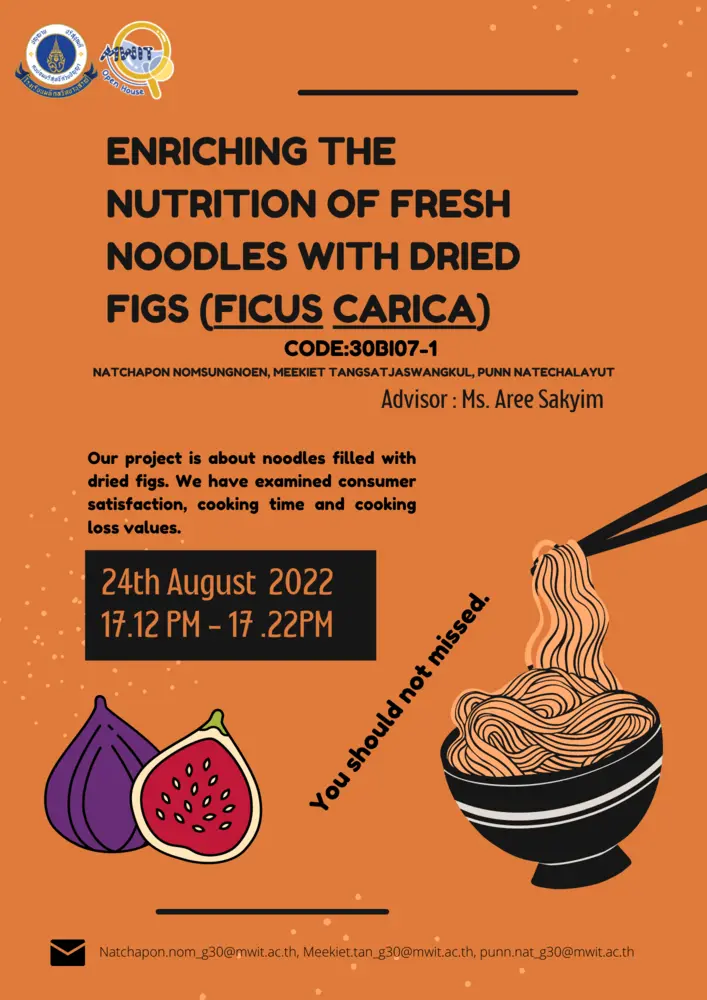 MWIT
Open House
ENRICHING THE
NUTRITION OF FRESH
NOODLES WITH DRIED
FIGS (FICUS CARICA)
CODE:30BI07-1
NATCHAPON NOMSUNGNOEN, MEEKIET TANGSATJASWANGKUL, PUNN NATECHALAYUT
Advisor : Ms. Aree Sakyim
Our project is about noodles filled with
dried figs. We have examined consumer
satisfaction, cooking time and cooking
loss values.
24th August 2022
17.12 PM – 17 .22PM
You should not missed.
Natchapon.nom_g30@mwit.ac.th, Meekiet.tan_g30@mwit.ac.th, punn.nat_g30@mwit.ac.th